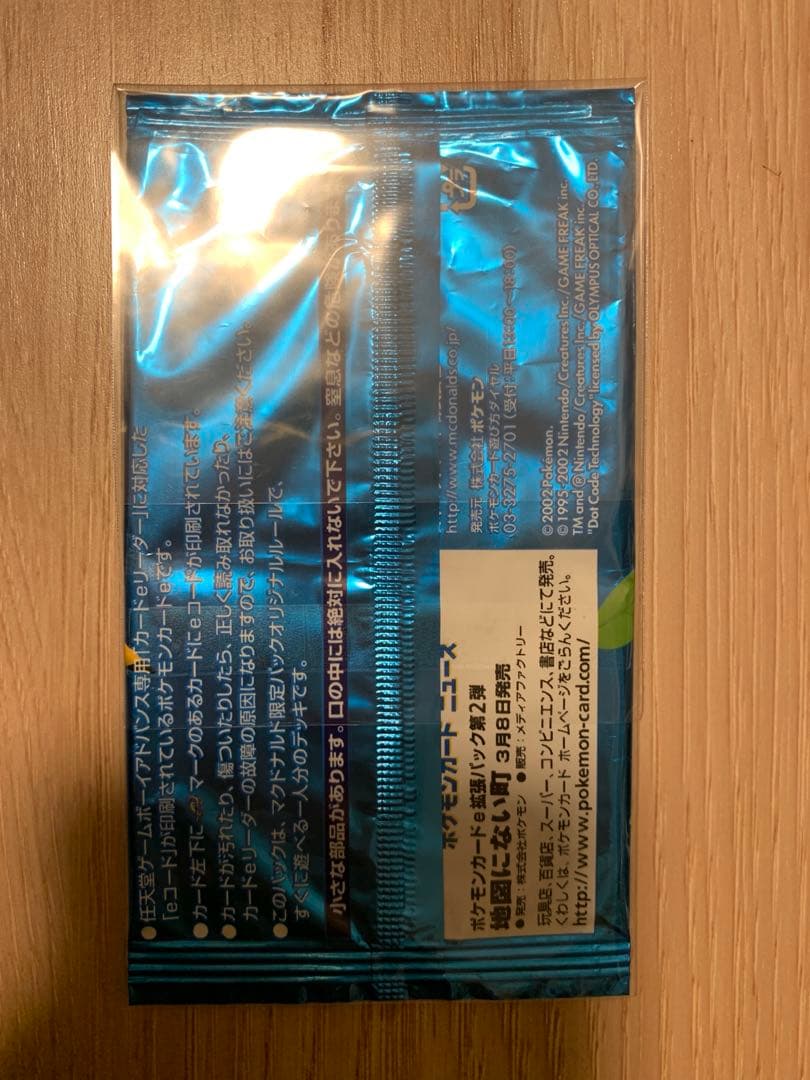 ●任天堂ゲームボーイアドバンス専用「カードeリーダー」に対応した
「eコード」が印刷されているポケモンカードeです。
●カード左下に マークのあるカードにeコードが印刷されています。
●カードが汚れたり、傷ついたりしたら、正しく読み取れなかったり、
カードeリーダーの故障の原因になりますので、お取り扱いにはご注意ください。
●このパックは、マクドナルド限定パックオリジナルルールで、
すぐに遊べる一人分のデッキです。
小さな部品があります。口の中には絶対に入れないで下さい。窒息などの
ポケモンカード ニュース
ポケモンカードe拡張パック第2弾
地図にない町 3月8日発売
●発売:株式会社ポケモン ●販売:メディアファクトリー
玩具店、百貨店、スーパー、コンビニエンス、書店などにて発売。
くわしくは、ポケモンカード ホームページをごらんください。
http://www.pokemon-card.com/
http://www.mcdonalds.co.jp/
発売元 株式会社 ポケモン
ポケモンカード遊び方ダイヤル
03-3275-2701
©2002 Pokemon.
©1995-2002 Nintendo/Creatures Inc./GAME FREAK inc.
TM and ® Nintendo/Creatures Inc./GAME FREAK inc.
"Dot Code Technology" licensed by OLYMPUS OPTICAL CO.,LTD.